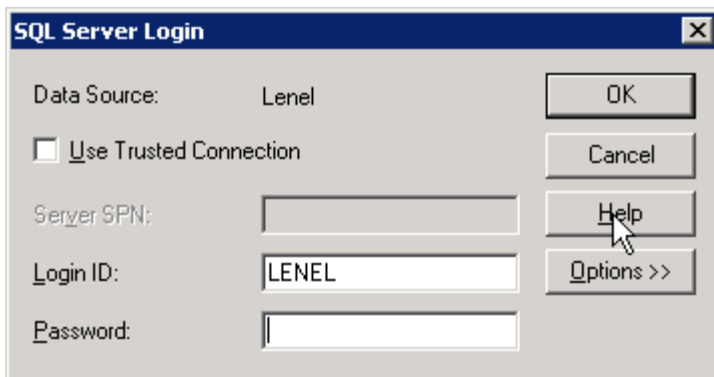 SQL Server Login
Data Source: Lenel OK
Use Trusted Connection Cancel
Server SPN: Help
Login ID: LENEL Options >>
Password: